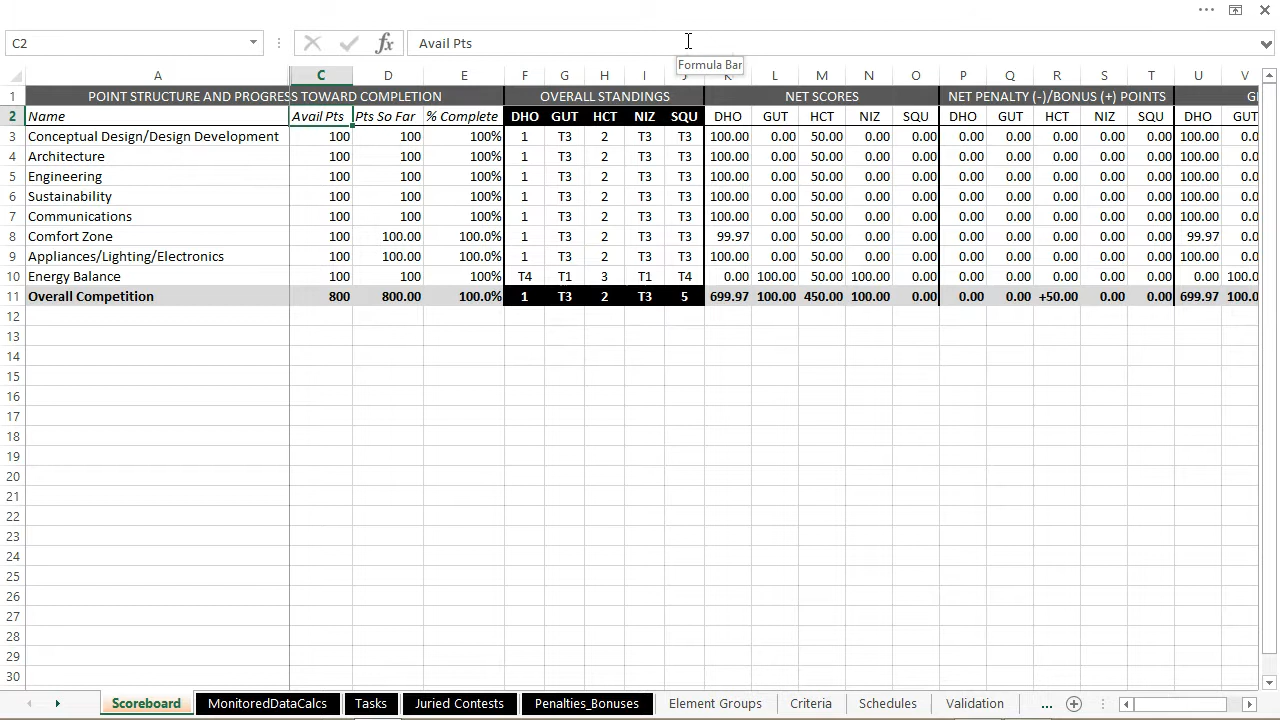 C2 fx Avail Pts
Formula Bar
A C D E F G H I J K L M N O P Q R S T U V
1 POINT STRUCTURE AND PROGRESS TOWARD COMPLETION OVERALL STANDINGS NET SCORES NET PENALTY (-)/BONUS (+) POINTS
2 Name Avail Pts Pts So Far % Complete DHO GUT HCT NIZ SQU DHO GUT HCT NIZ SQU DHO GUT HCT NIZ SQU DHO GUT
3 Conceptual Design/Design Development 100 100 100% 1 T3 2 T3 T3 100.00 0.00 50.00 0.00 0.00 0.00 0.00 0.00 0.00 0.00 100.00 0.0
4 Architecture 100 100 100% 1 T3 2 T3 T3 100.00 0.00 50.00 0.00 0.00 0.00 0.00 0.00 0.00 0.00 100.00 0.0
5 Engineering 100 100 100% 1 T3 2 T3 T3 100.00 0.00 50.00 0.00 0.00 0.00 0.00 0.00 0.00 0.00 100.00 0.0
6 Sustainability 100 100 100% 1 T3 2 T3 T3 100.00 0.00 50.00 0.00 0.00 0.00 0.00 0.00 0.00 0.00 100.00 0.0
7 Communications 100 100 100% 1 T3 2 T3 T3 100.00 0.00 50.00 0.00 0.00 0.00 0.00 0.00 0.00 0.00 100.00 0.0
8 Comfort Zone 100 100.00 100.0% 1 T3 2 T3 T3 99.97 0.00 50.00 0.00 0.00 0.00 0.00 0.00 0.00 0.00 99.97 0.0
9 Appliances/Lighting/Electronics 100 100.00 100.0% 1 T3 2 T3 T3 100.00 0.00 50.00 0.00 0.00 0.00 0.00 0.00 0.00 0.00 100.00 0.0
10 Energy Balance 100 100 100% T4 T1 3 T1 T4 0.00 100.00 50.00 100.00 0.00 0.00 0.00 0.00 0.00 0.00 0.00 100.0
11 Overall Competition 800 800.00 100.0% 1 T3 2 T3 5 699.97 100.00 450.00 100.00 0.00 0.00 0.00 +50.00 0.00 0.00 699.97 100.0
12
13
14
15
16
17
18
19
20
21
22
23
24
25
26
27
28
29
30
Scoreboard MonitoredDataCalcs Tasks Juried Contests Penalties_Bonuses Element Groups Criteria Schedules Validation ...